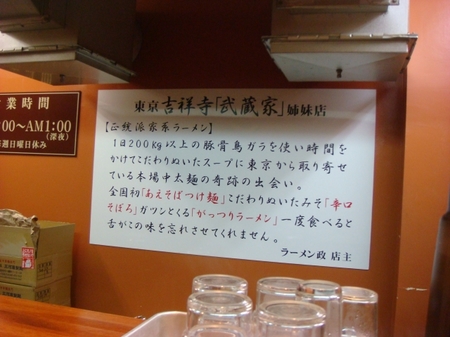 東京 吉祥寺「武蔵家」姉妹店
【正統派家系ラーメン】
1日200kg以上の豚骨鳥ガラを使い時間を
かけてこだわりぬいたスープに東京から取り寄せ
ている本場中太麺の奇跡の出会い。
全国初「あえそばつけ麺」こだわりぬいたみそ「辛口
そぼろ」ガツンとくる「がっつりラーメン」一度食べると
舌がこの味を忘れさせてくれません。
ラーメン政 店主
業時間
:00～AM1:00
(深夜)
週日曜日休み